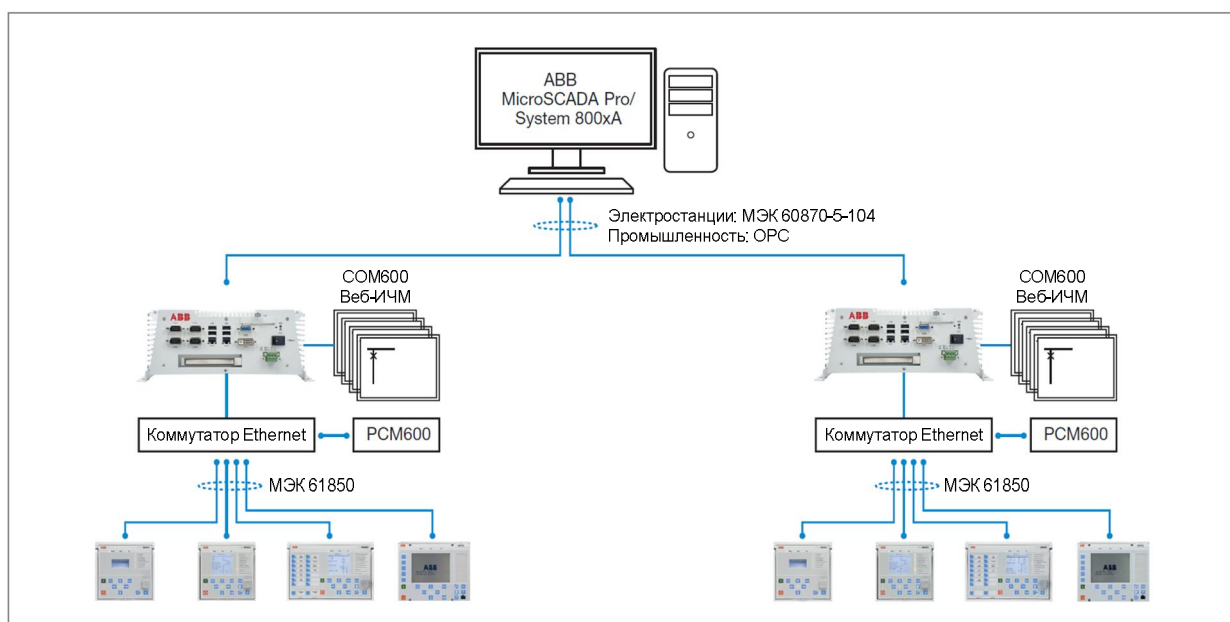 ABB
MicroSCADA Pro/
System 800xA
Электростанции: МЭК 60870-5-104
Промышленность: OPC
COM600
Веб-ИЧМ
COM600
Веб-ИЧМ
ABB
ABB
Коммутатор Ethernet
PCM600
Коммутатор Ethernet
PCM600
МЭК 61850
МЭК 61850
ABB
ABB